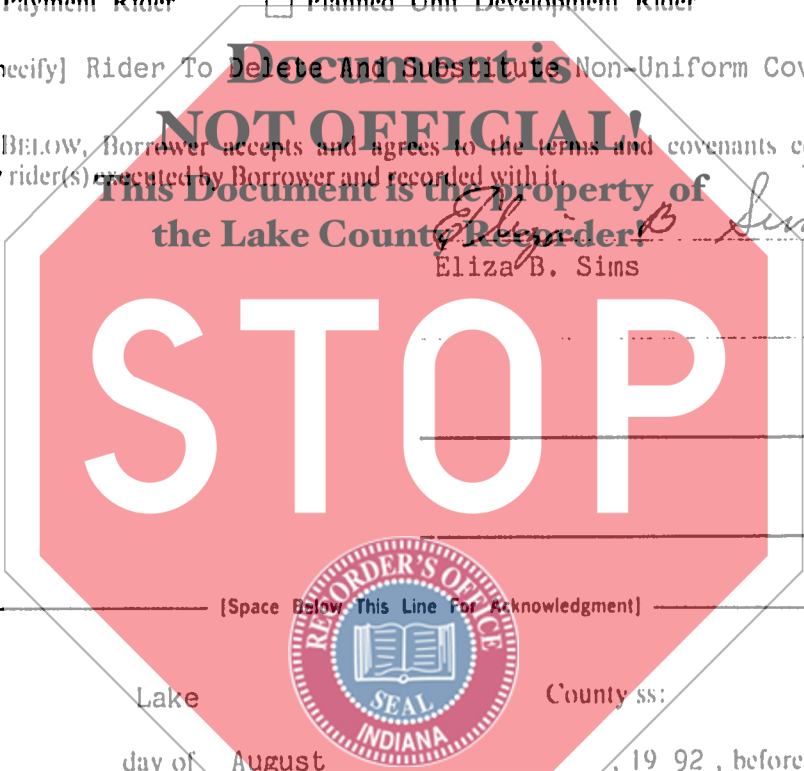 Payment Rider Planned Unit Development Rider
Document is
ecify] Rider To Delete And Substitute Non-Uniform Cov
NOT OFFICIAL!
BELOW, Borrower accepts and agrees to the terms and covenants c
rider(s) executed by Borrower and recorded with it.
This Document is the property of
the Lake County Recorder!
Eliza B Sim
Eliza B. Sims
STOP
RECORDER'S OFFICE
[Space Below This Line For Acknowledgment]
SEAL
INDIANA
Lake County ss:
day of August , 19 92 , before